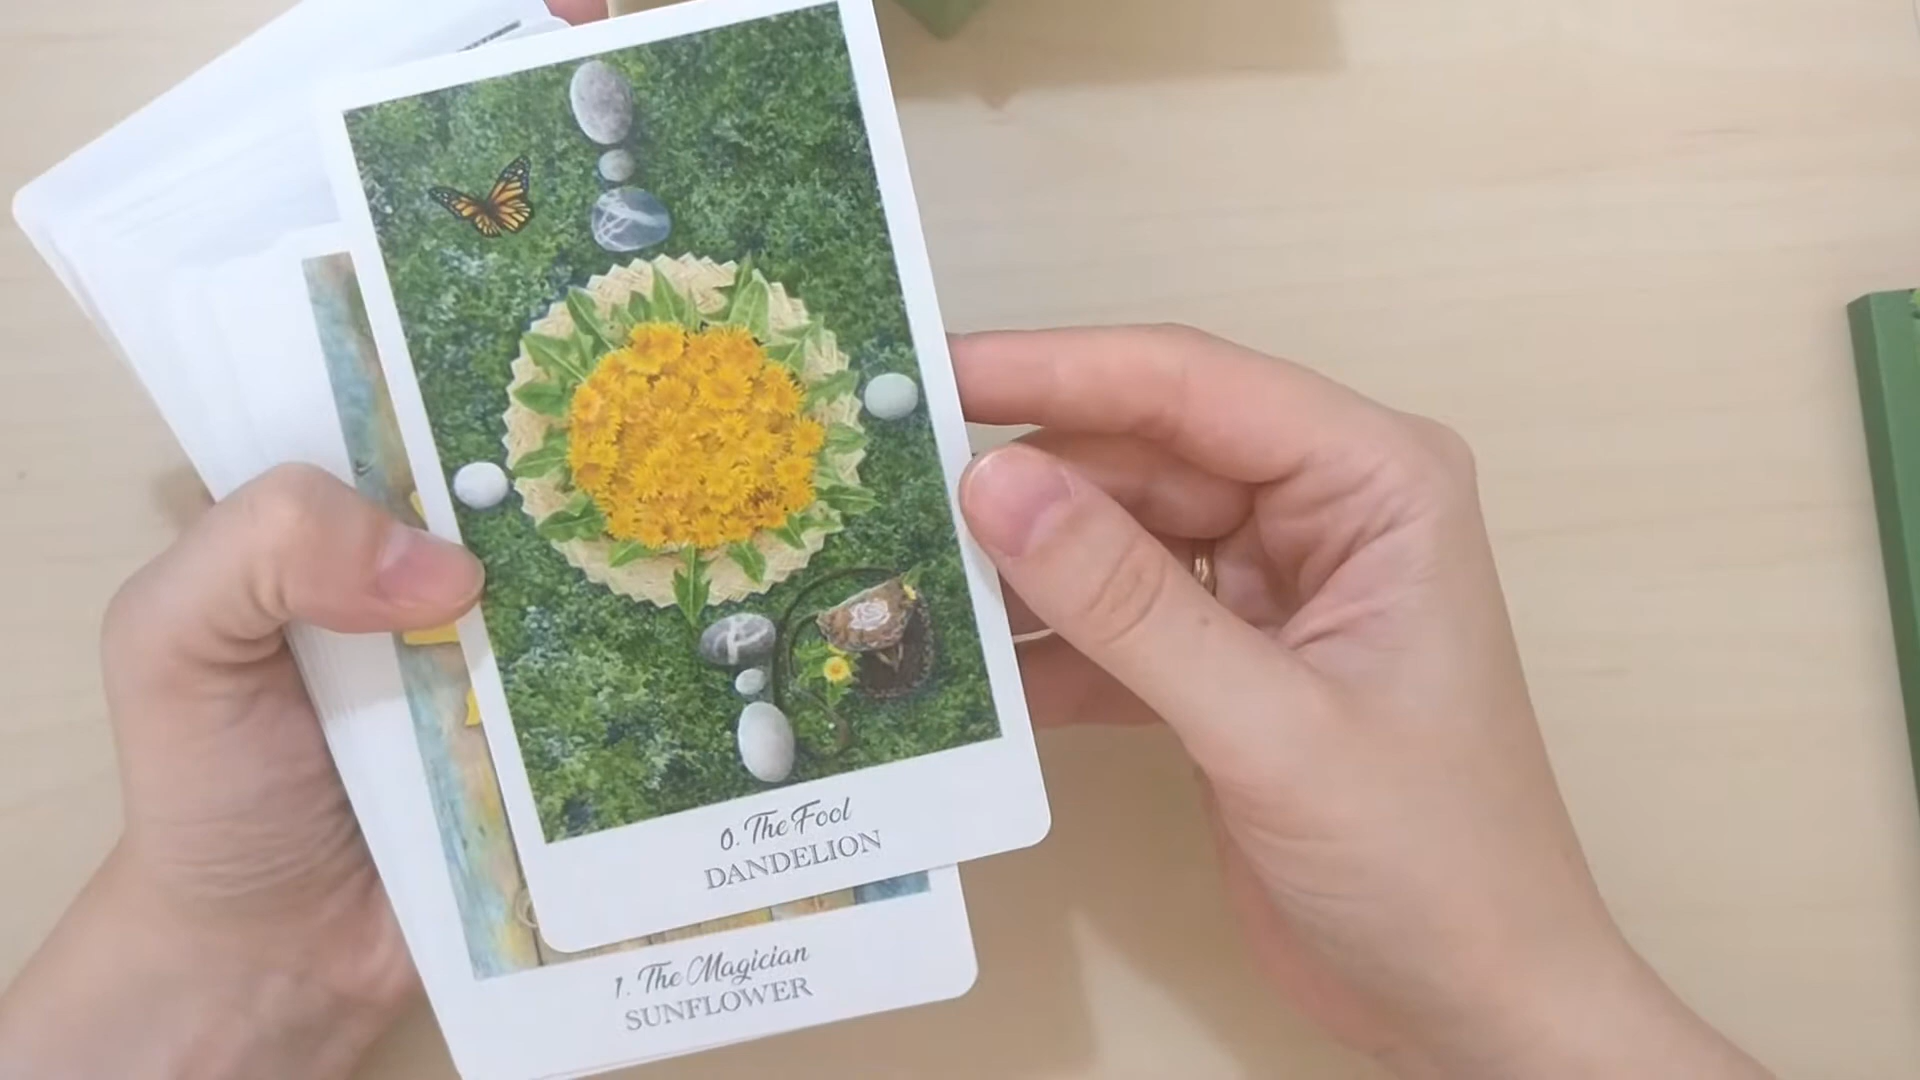 0. The Fool
DANDELION
1. The Magician
SUNFLOWER